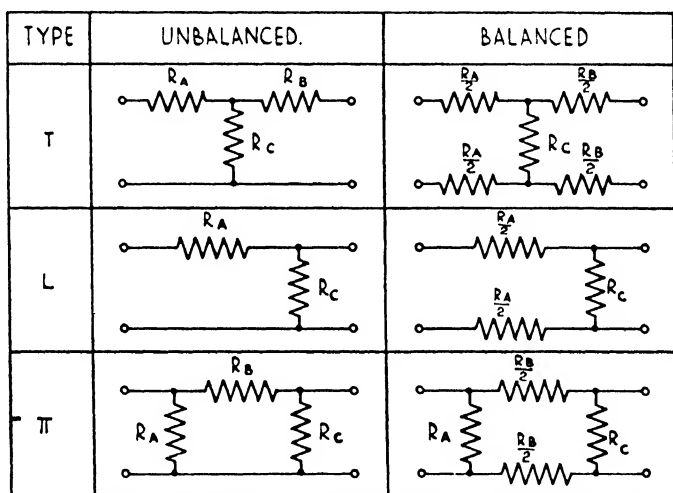 TYPE UNBALANCED. BALANCED
T
RA RB
RC
RA/2 RB/2
RC
RA/2 RB/2
L
RA
RC
RA/2
RC
RA/2
π
RB
RA RC
RB/2
RA RC
RB/2